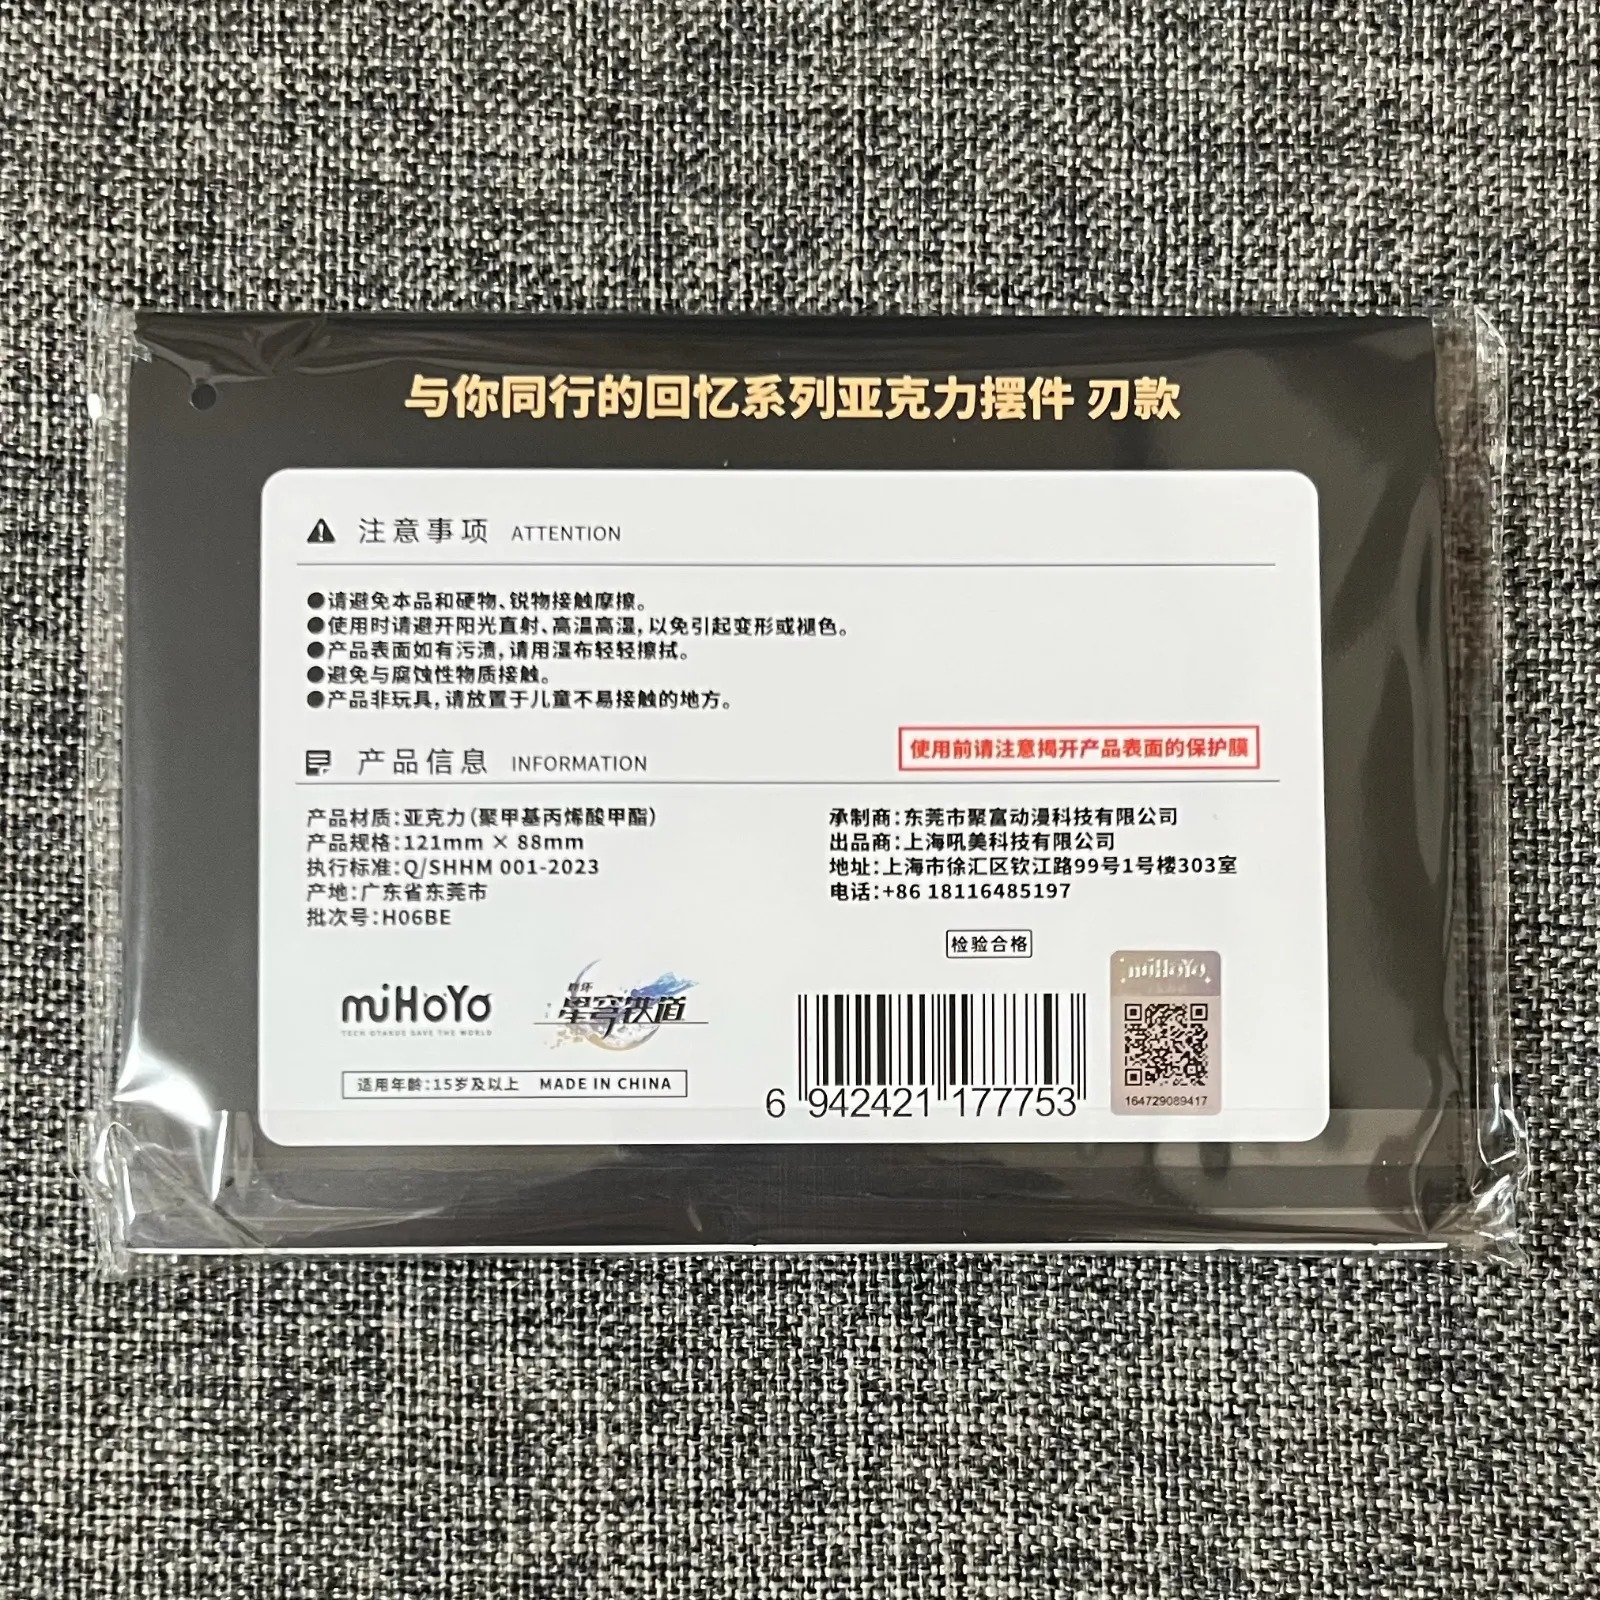 与你同行的回忆系列亚克力摆件 刃款
注意事项 ATTENTION
●请避免本品和硬物、锐物接触摩擦。
●使用时请避开阳光直射、高温高湿，以免引起变形或褪色。
●产品表面如有污渍，请用湿布轻轻擦拭。
●避免与腐蚀性物质接触。
●产品非玩具，请放置于儿童不易接触的地方。
使用前请注意揭开产品表面的保护膜
产品信息 INFORMATION
产品材质：亚克力（聚甲基丙烯酸甲酯）
产品规格：121mm × 88mm
执行标准：Q/SHHM 001-2023
产地：广东省东莞市
批次号：H06BE
承制商：东莞市聚富动漫科技有限公司
出品商：上海吼美科技有限公司
地址：上海市徐汇区钦江路99号1号楼303室
电话：+86 18116485197
检验合格
miHoYo
TECH OTAKUS SAVE THE WORLD
崩坏
星穹铁道
适用年龄：15岁及以上 MADE IN CHINA
6 942421 177753
miHoYo
164729089417